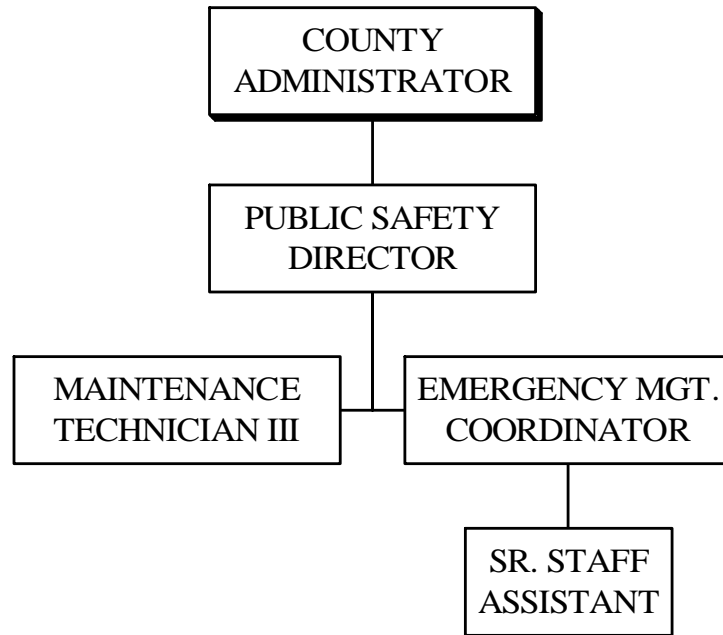 COUNTY
ADMINISTRATOR
PUBLIC SAFETY
DIRECTOR
MAINTENANCE
TECHNICIAN III
EMERGENCY MGT.
COORDINATOR
SR. STAFF
ASSISTANT